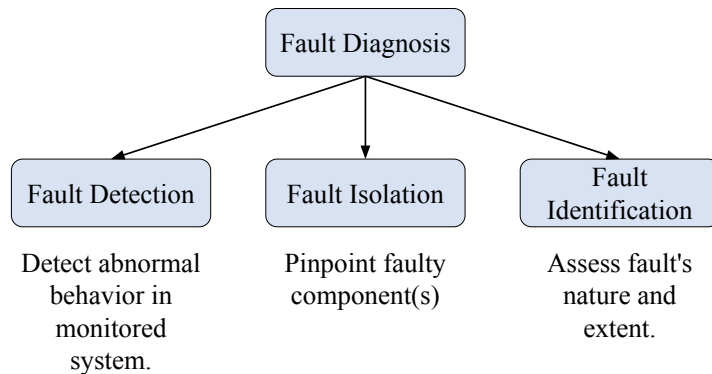 Fault Diagnosis
Fault Detection
Fault Isolation
Fault
Identification
Detect abnormal
behavior in
monitored
system.
Pinpoint faulty
component(s)
Assess fault's
nature and
extent.